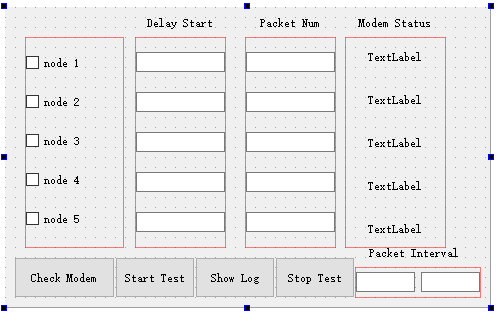 Delay Start Packet Num Modem Status
node 1 TextLabel
node 2 TextLabel
node 3 TextLabel
node 4 TextLabel
node 5 TextLabel
Packet Interval
Check Modem Start Test Show Log Stop Test